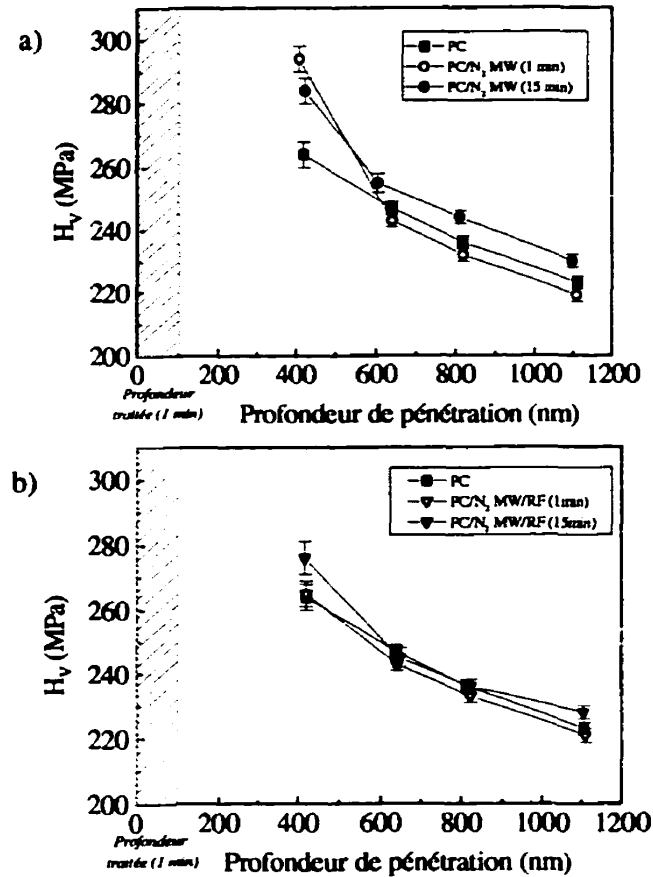 a)
300
280
260
240
220
200
H_V (MPa)
PC
PC/N₂ MW (1 min)
PC/N₂ MW (15 min)
0 200 400 600 800 1000 1200
Profondeur
traitée (1 min)
Profondeur de pénétration (nm)
b)
300
280
260
240
220
200
H_V (MPa)
PC
PC/N₂ MW/RF (1min)
PC/N₂ MW/RF (15min)
0 200 400 600 800 1000 1200
Profondeur
traitée (1 min)
Profondeur de pénétration (nm)